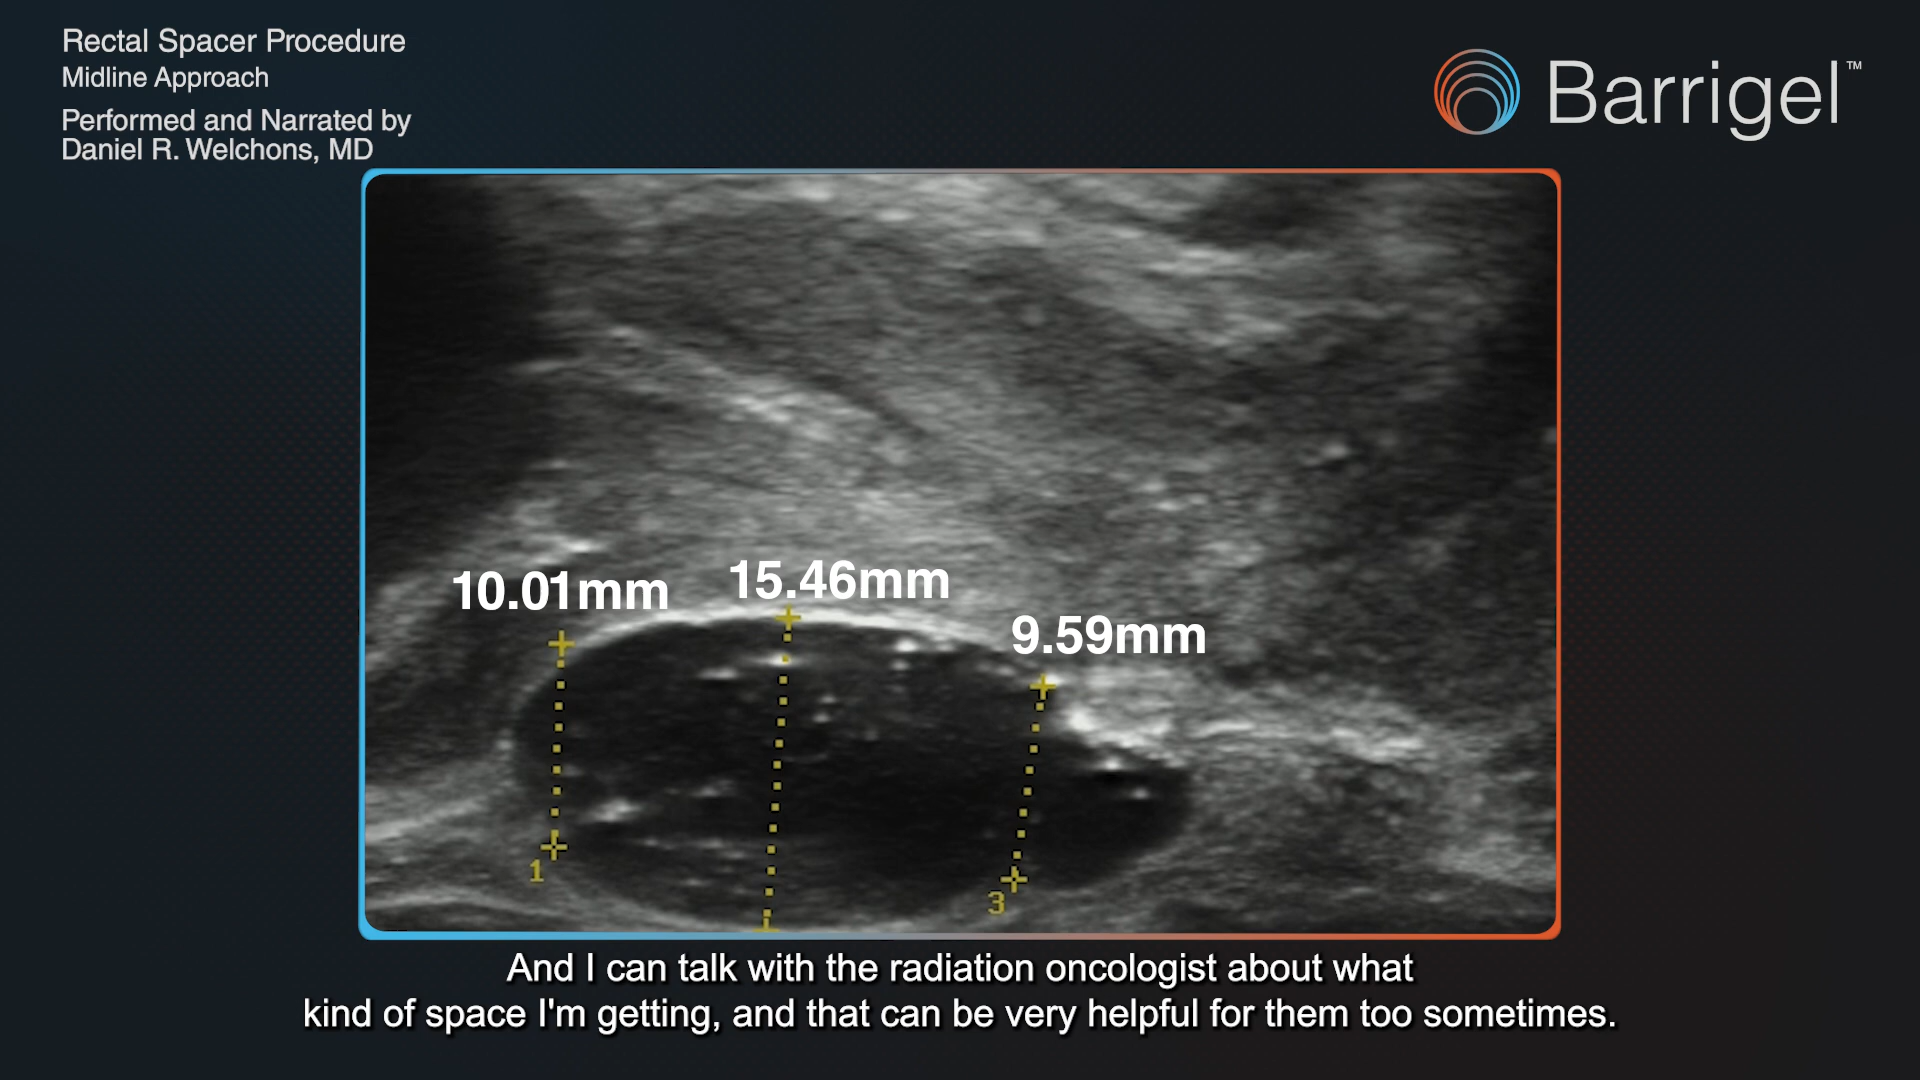 Rectal Spacer Procedure
Midline Approach
Performed and Narrated by
Daniel R. Welchons, MD
Barrigel™
10.01mm
15.46mm
9.59mm
1
3
And I can talk with the radiation oncologist about what
kind of space I'm getting, and that can be very helpful for them too sometimes.